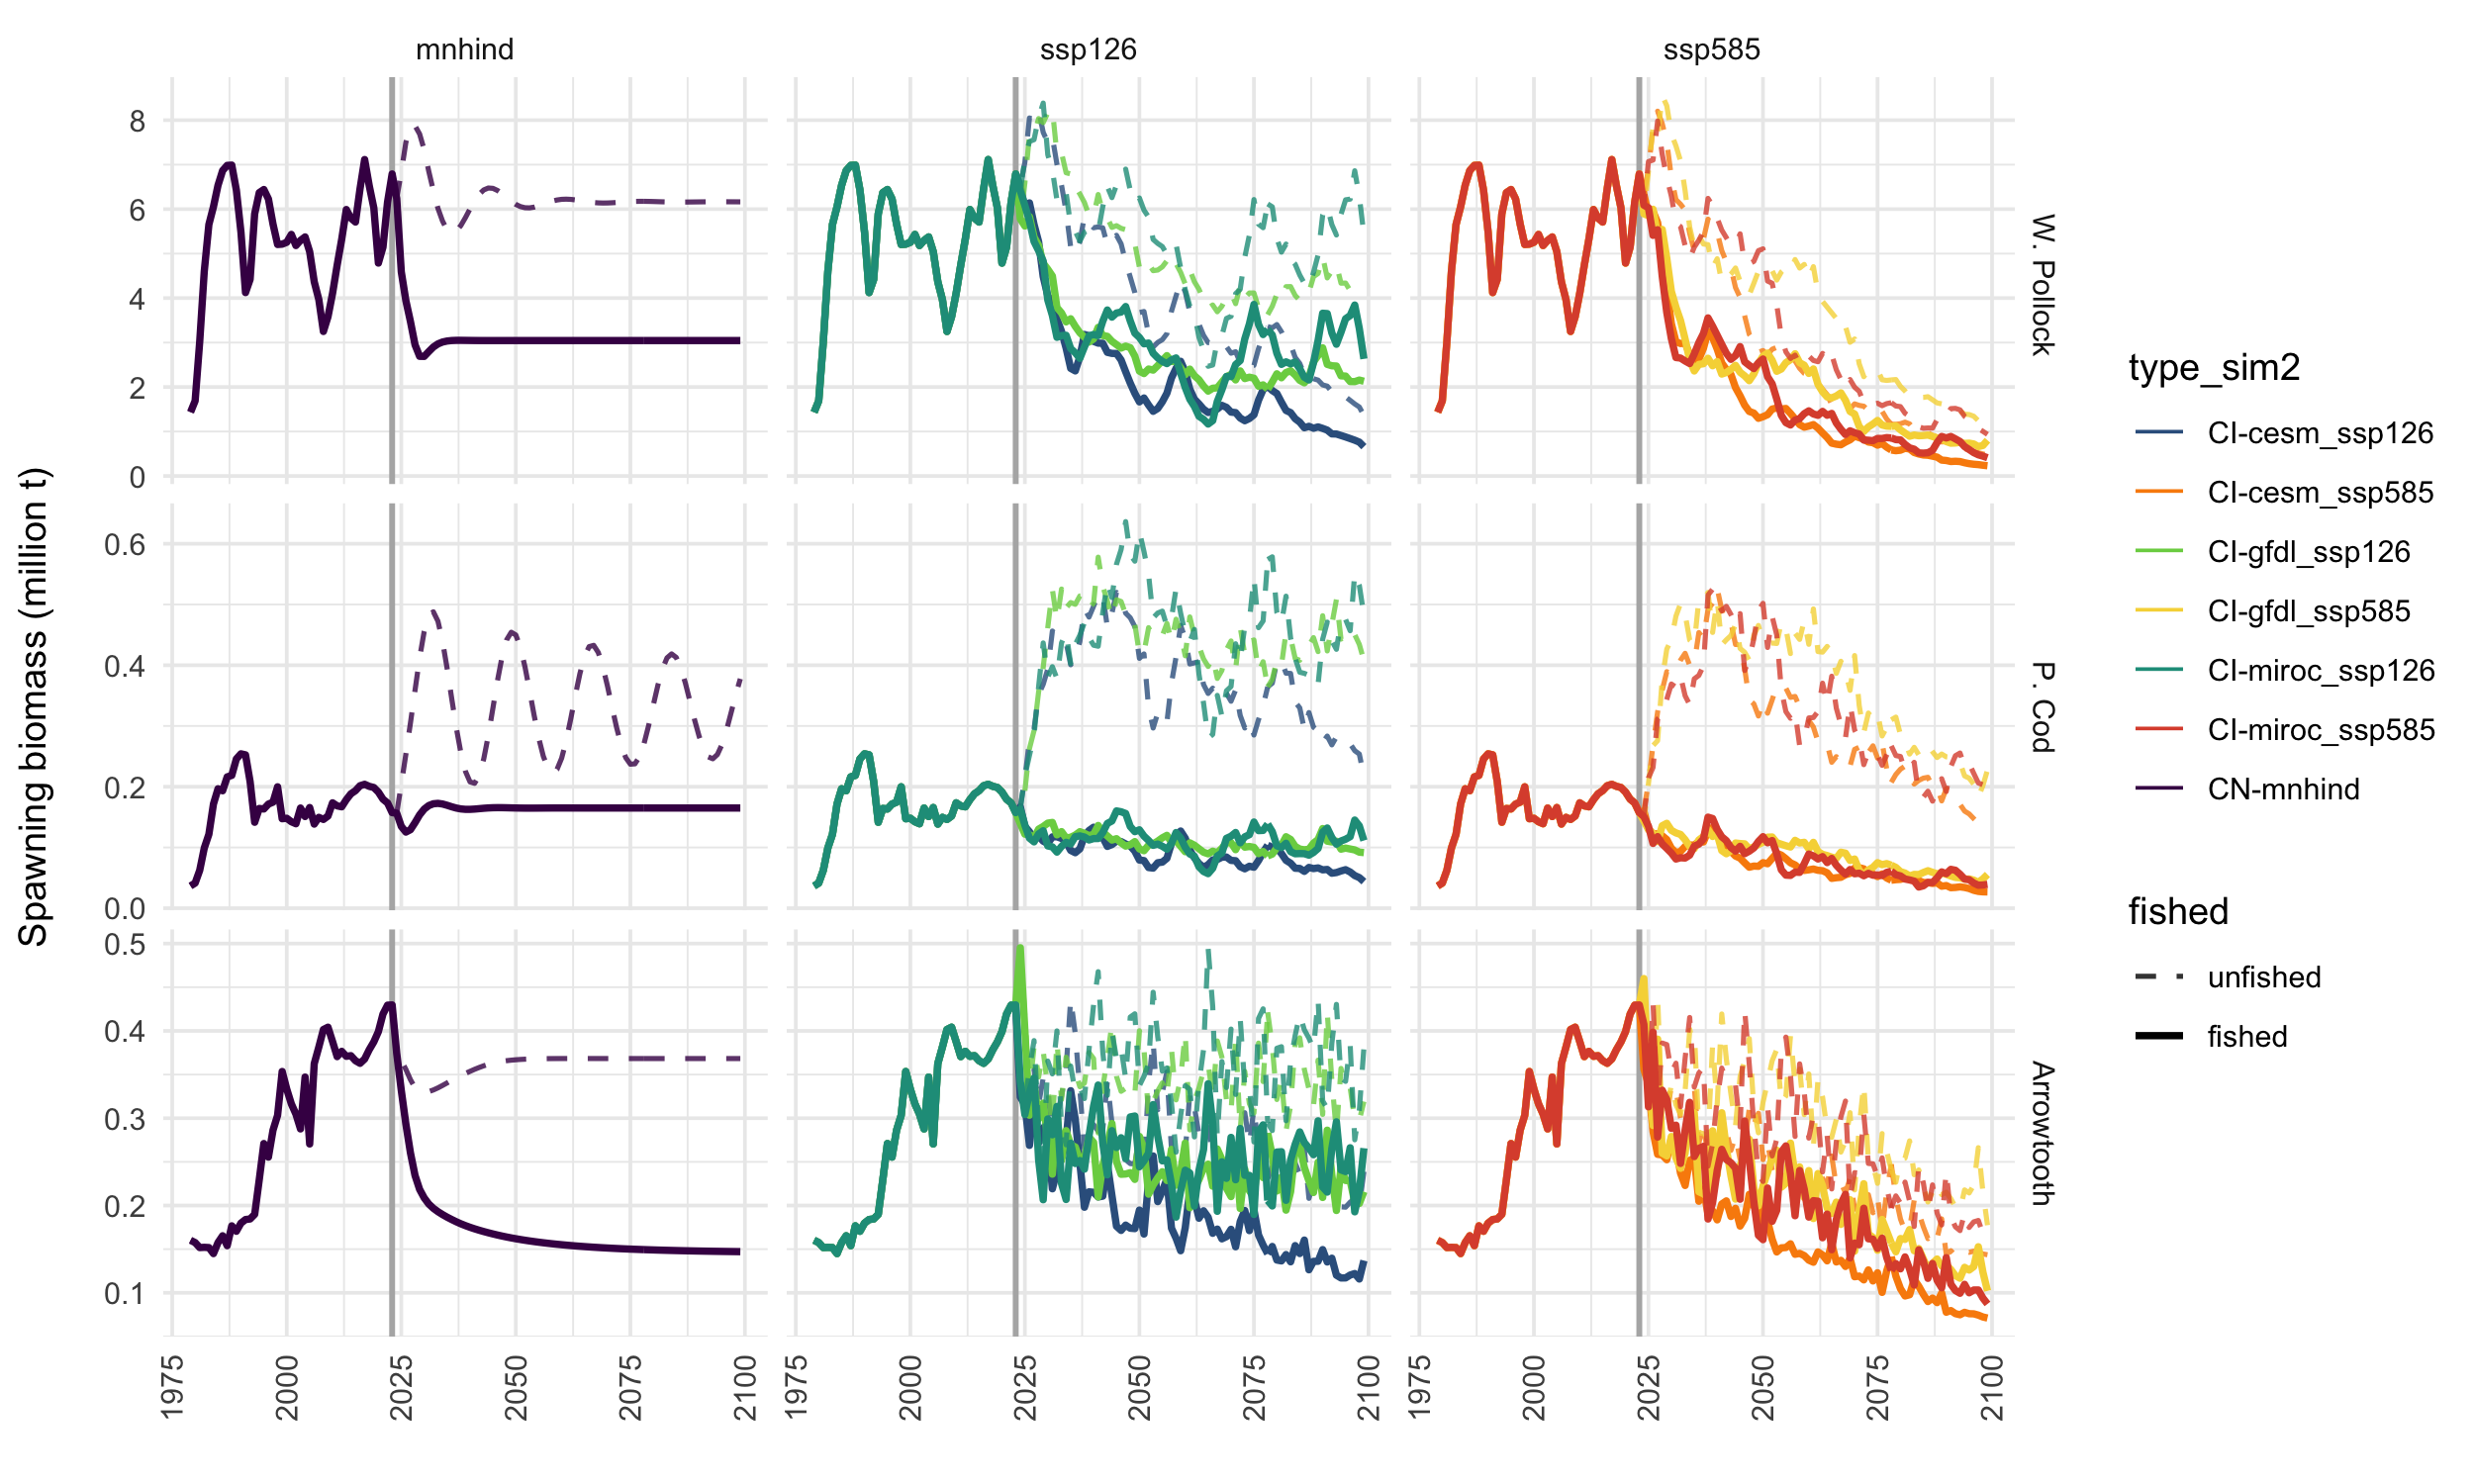 mnhind ssp126 ssp585
Spawning biomass (million t)
8
6
4
2
0
W. Pollock
0.6
0.4
0.2
0.0
P. Cod
0.5
0.4
0.3
0.2
0.1
Arrowtooth
1975 2000 2025 2050 2075 2100 1975 2000 2025 2050 2075 2100 1975 2000 2025 2050 2075 2100
type_sim2
CI-cesm_ssp126
CI-cesm_ssp585
CI-gfdl_ssp126
CI-gfdl_ssp585
CI-miroc_ssp126
CI-miroc_ssp585
CN-mnhind
fished
unfished
fished